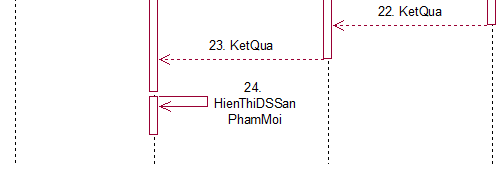 22. KetQua
23. KetQua
24.
HienThiDSSan
PhamMoi